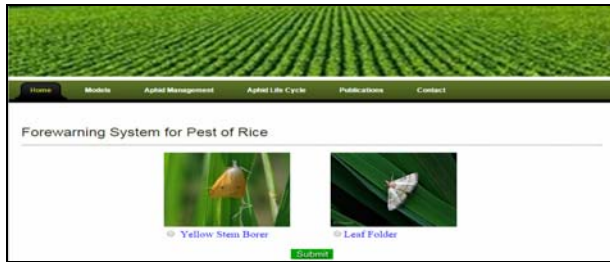 Home Models Aphid Management Aphid Life Cycle Publications Contact
Forewarning System for Pest of Rice
Yellow Stem Borer Leaf Folder
Submit